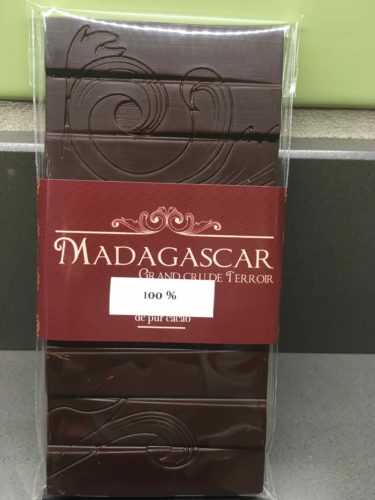 MADAGASCAR
GRAND CRU DE TERROIR
100 %
de pur cacao